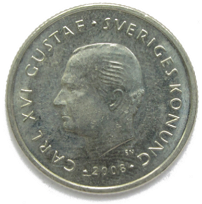 CARL XVI GUSTAF · SVERIGES KONUNG
2006